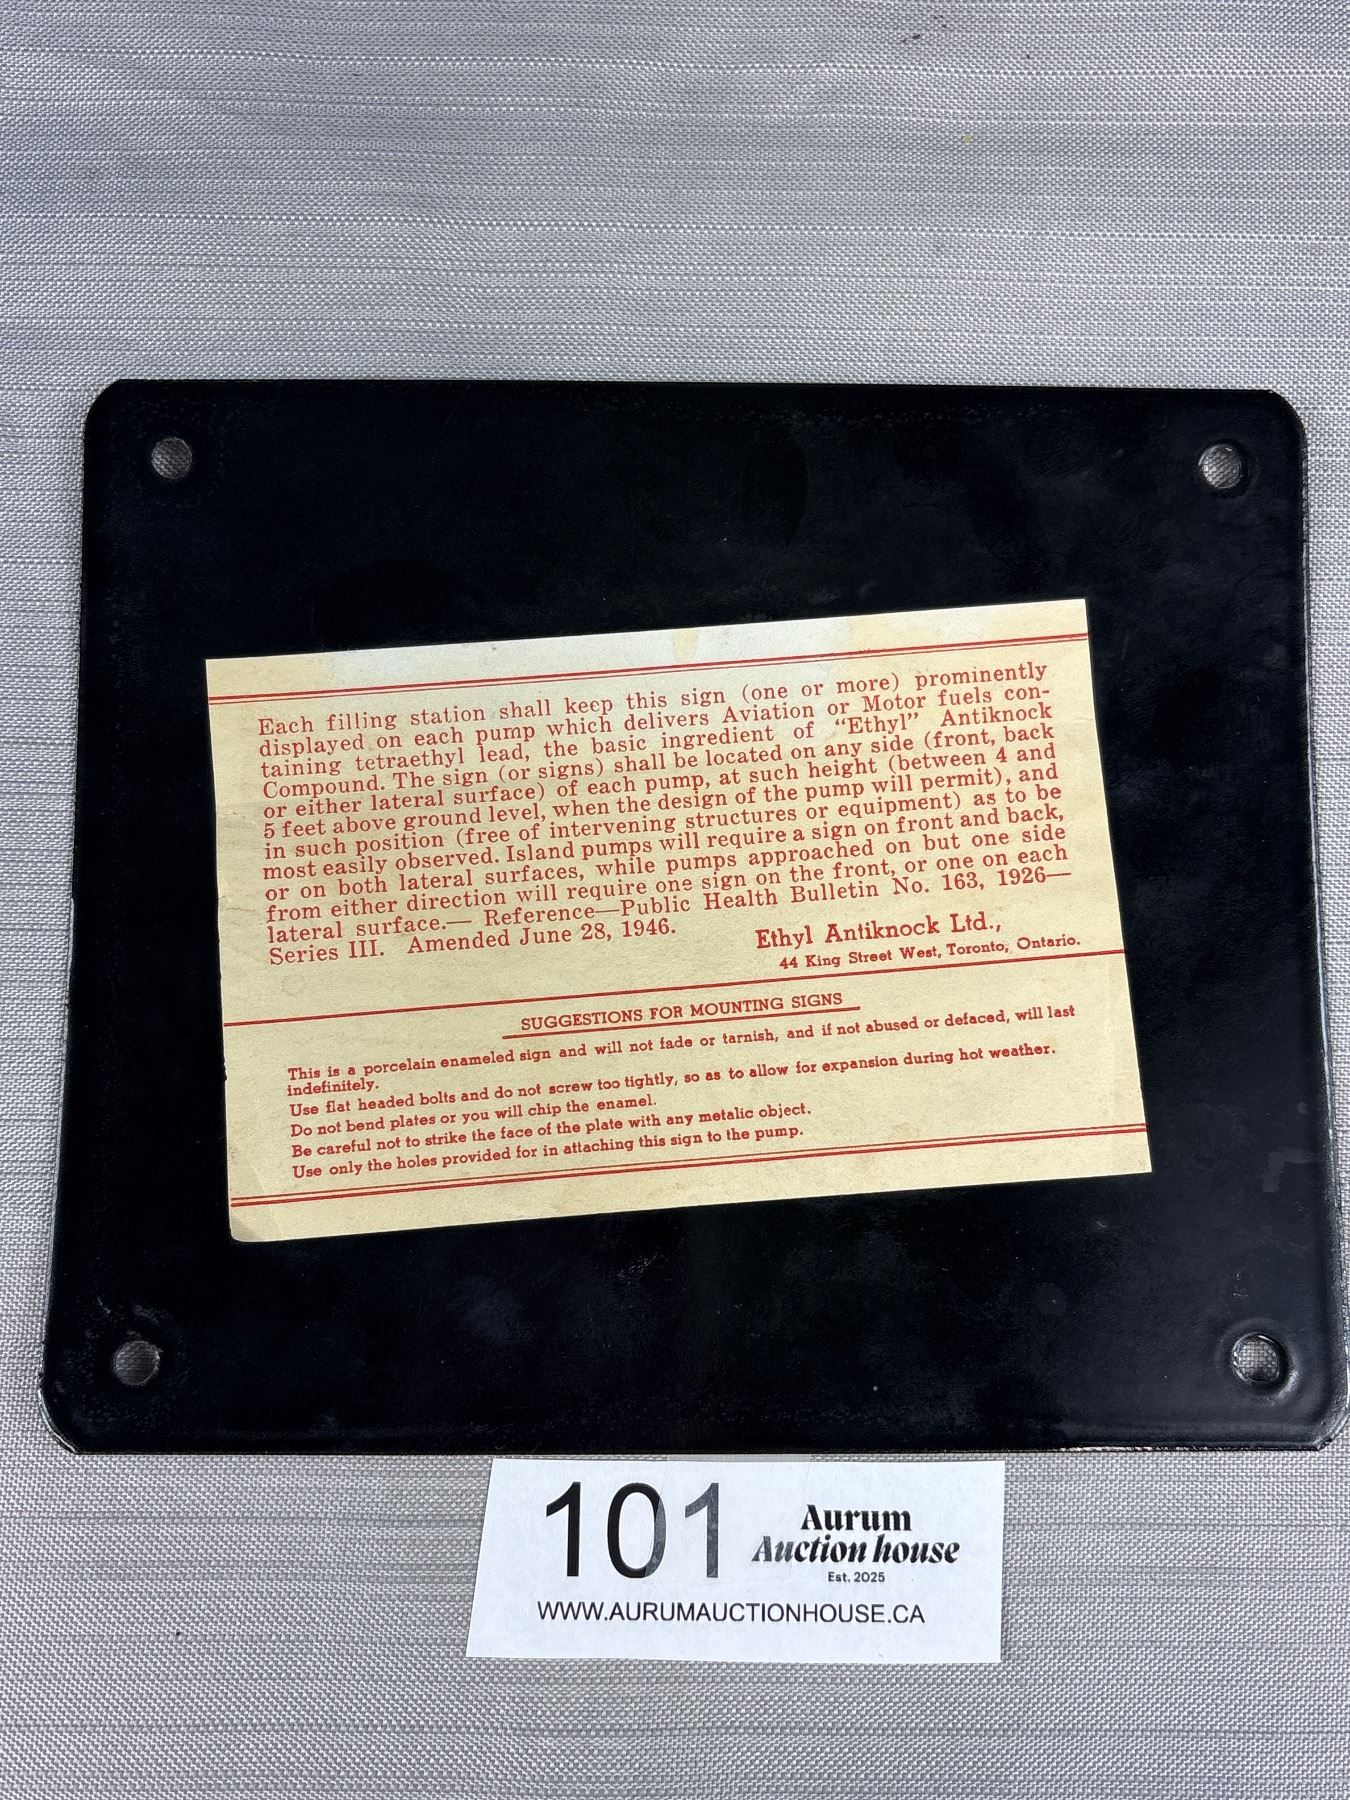 Each filling station shall keep this sign (one or more) prominently
displayed on each pump which delivers Aviation or Motor fuels con-
taining tetraethyl lead, the basic ingredient of "Ethyl" Antiknock
Compound. The sign (or signs) shall be located on any side (front, back
or either lateral surface) of each pump, at such height (between 4 and
5 feet above ground level, when the design of the pump will permit), and
in such position (free of intervening structures or equipment) as to be
most easily observed. Island pumps will require a sign on front and back,
or on both lateral surfaces, while pumps approached on but one side
from either direction will require one sign on the front, or one on each
lateral surface.— Reference—Public Health Bulletin No. 163, 1926—
Series III. Amended June 28, 1946.
Ethyl Antiknock Ltd.,
44 King Street West, Toronto, Ontario.
SUGGESTIONS FOR MOUNTING SIGNS
This is a porcelain enameled sign and will not fade or tarnish, and if not abused or defaced, will last
indefinitely.
Use flat headed bolts and do not screw too tightly, so as to allow for expansion during hot weather.
Do not bend plates or you will chip the enamel.
Be careful not to strike the face of the plate with any metalic object.
Use only the holes provided for in attaching this sign to the pump.
101
Aurum
Auction house
Est. 2025
WWW.AURUMAUCTIONHOUSE.CA